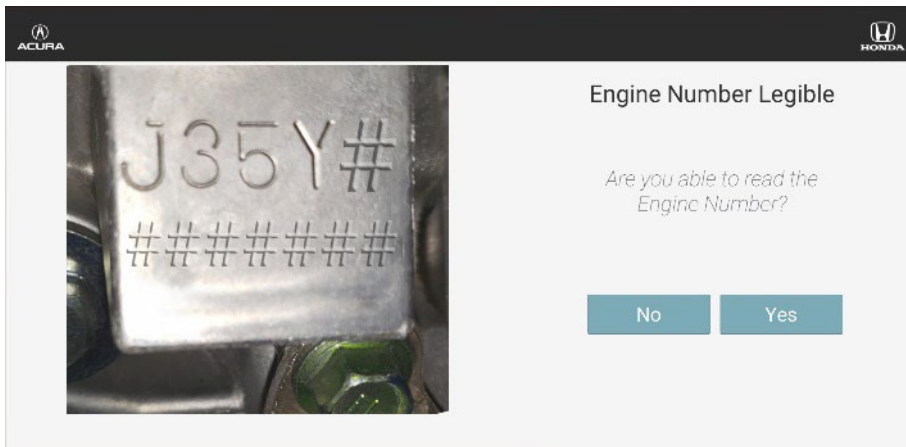 ACURA
HONDA
J35Y#
#######
Engine Number Legible
Are you able to read the
Engine Number?
No
Yes